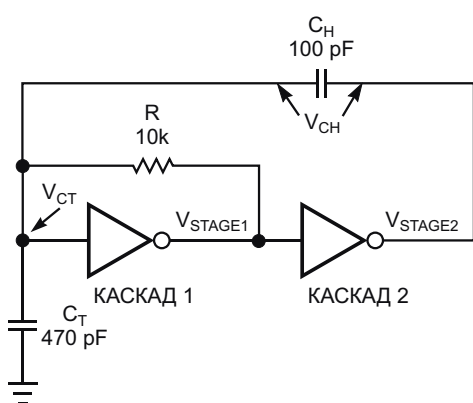 C_H
100 pF
V_CH
R
10k
V_CT
V_STAGE1
V_STAGE2
КАСКАД 1
КАСКАД 2
C_T
470 pF